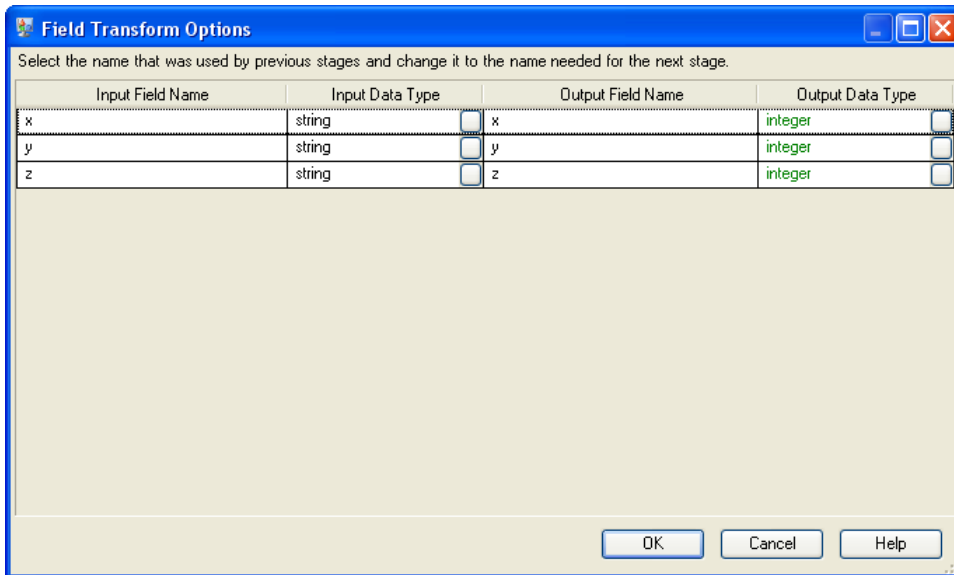 Field Transform Options
Select the name that was used by previous stages and change it to the name needed for the next stage.
Input Field Name Input Data Type Output Field Name Output Data Type
x string x integer
y string y integer
z string z integer
OK Cancel Help